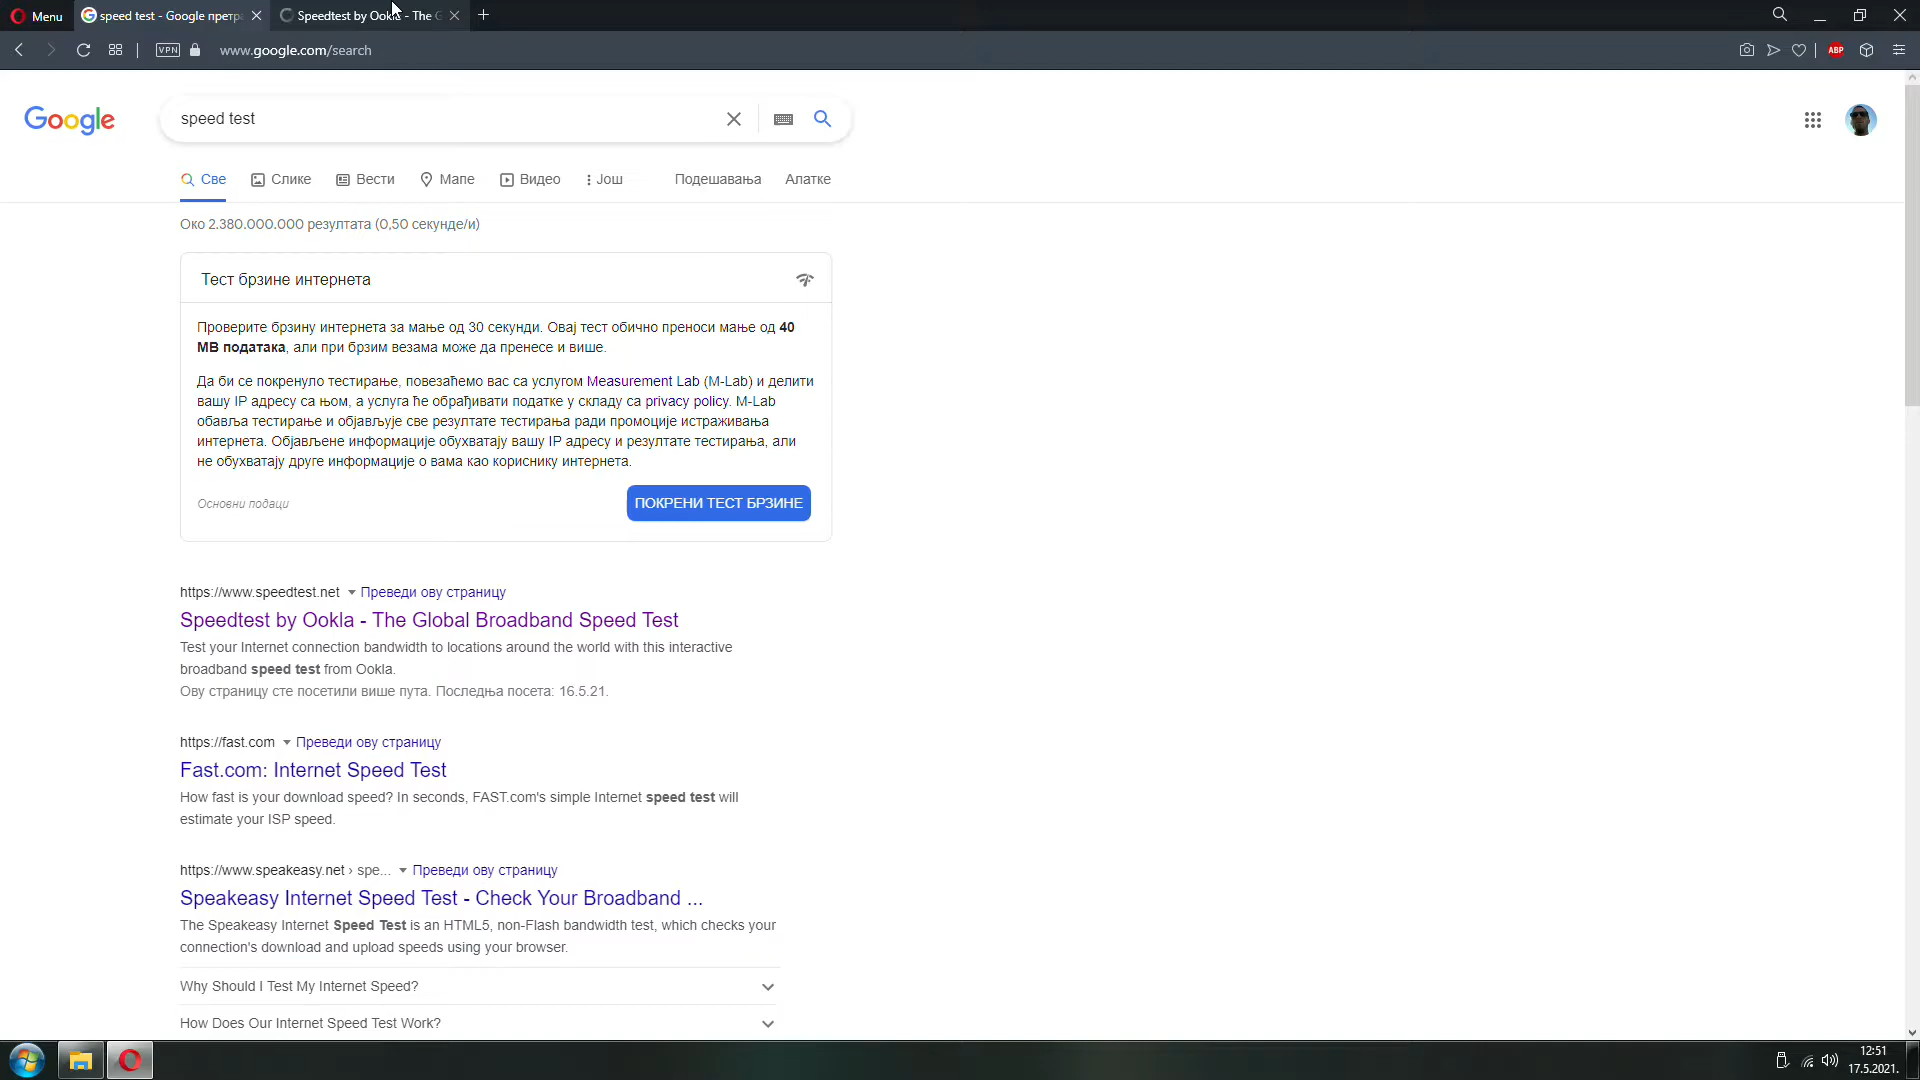 Menu
speed test - Google претра
Speedtest by Ookla - The G
VPN
www.google.com/search
ABP
Google
speed test
Све
Слике
Вести
Мапе
Видео
Још
Подешавања
Алатке
Око 2.380.000.000 резултата (0,50 секунде/и)
Тест брзине интернета
Проверите брзину интернета за мање од 30 секунди. Овај тест обично преноси мање од 40
MB података, али при брзим везама може да пренесе и више.
Да би се покренуло тестирање, повезаћемо вас са услугом Measurement Lab (M-Lab) и делити
вашу IP адресу са њом, а услуга ће обрађивати податке у складу са privacy policy. M-Lab
обавља тестирање и објављује све резултате тестирања ради промоције истраживања
интернета. Објављене информације обухватају вашу IP адресу и резултате тестирања, али
не обухватају друге информације о вама као кориснику интернета.
Основни подаци
ПОКРЕНИ ТЕСТ БРЗИНЕ
https://www.speedtest.net Преведи ову страницу
Speedtest by Ookla - The Global Broadband Speed Test
Test your Internet connection bandwidth to locations around the world with this interactive
broadband speed test from Ookla.
Ову страницу сте посетили више пута. Последња посета: 16.5.21.
https://fast.com Преведи ову страницу
Fast.com: Internet Speed Test
How fast is your download speed? In seconds, FAST.com's simple Internet speed test will
estimate your ISP speed.
https://www.speakeasy.net › spe... Преведи ову страницу
Speakeasy Internet Speed Test - Check Your Broadband ...
The Speakeasy Internet Speed Test is an HTML5, non-Flash bandwidth test, which checks your
connection's download and upload speeds using your browser.
Why Should I Test My Internet Speed?
How Does Our Internet Speed Test Work?
12:51
17.5.2021.